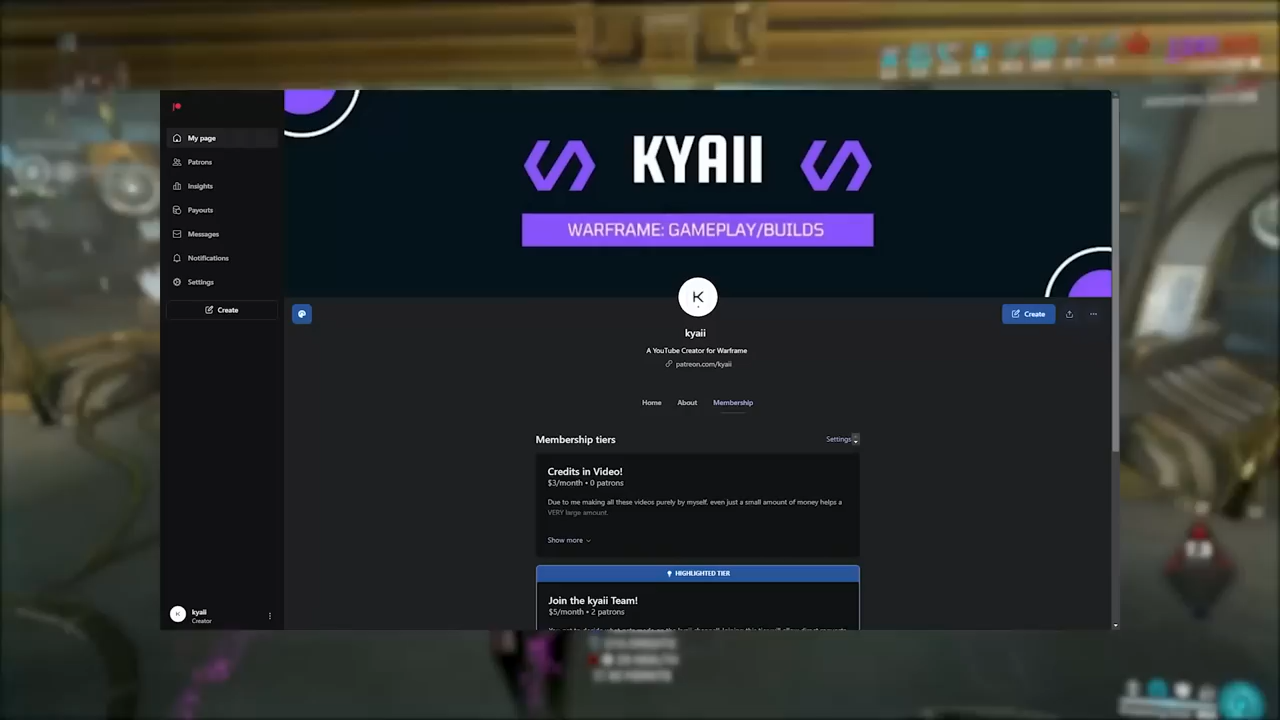 My page
Patrons
Insights
Payouts
Messages
Notifications
Settings
Create
KYAII
WARFRAME: GAMEPLAY/BUILDS
K
Create
kyaii
A YouTube Creator for Warframe
patreon.com/kyaii
Home About Membership
Membership tiers
Settings
Credits in Video!
$3/month • 0 patrons
Due to me making all these videos purely by myself, even just a small amount of money helps a
VERY large amount.
Show more
HIGHLIGHTED TIER
Join the kyaii Team!
$5/month • 2 patrons
K
kyaii
Creator